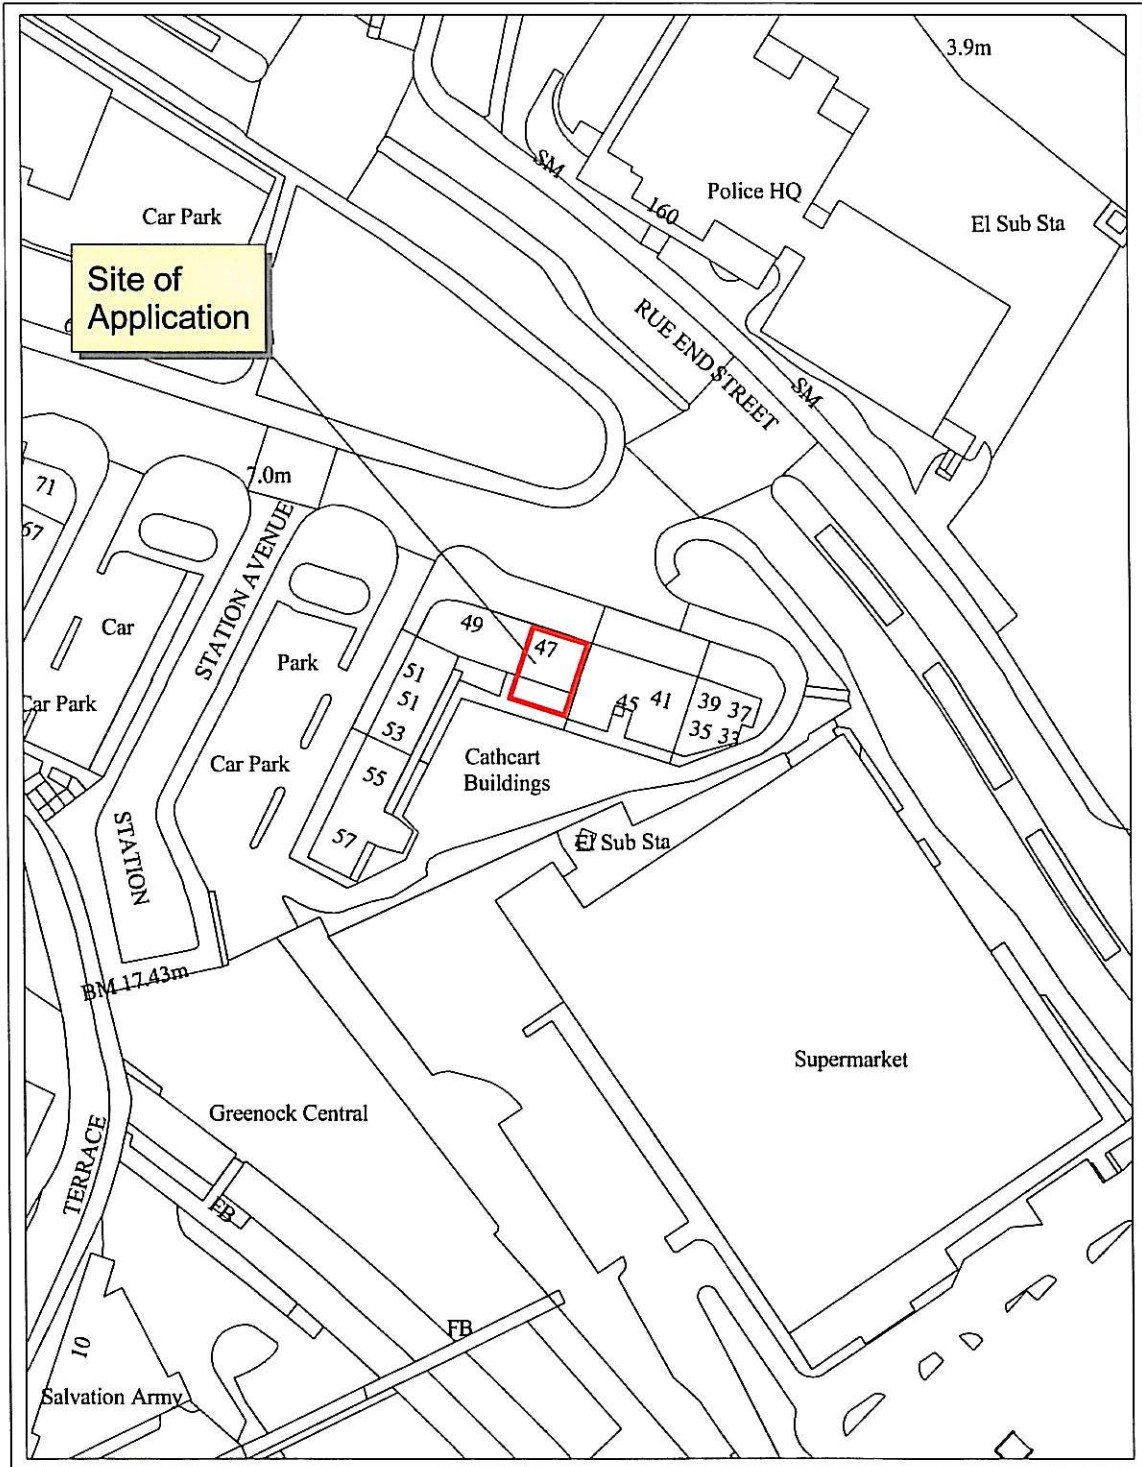 3.9m
SM
Police HQ
160
Car Park
El Sub Sta
Site of
Application
RUE END STREET
SM
7.0m
71
67
STATION AVENUE
49
47
Car
Park
51
51
53
45
41
39
37
35
33
Car Park
Car Park
55
Cathcart
Buildings
57
El Sub Sta
STATION
BM 17.43m
Supermarket
Greenock Central
TERRACE
FB
FB
10
Salvation Army